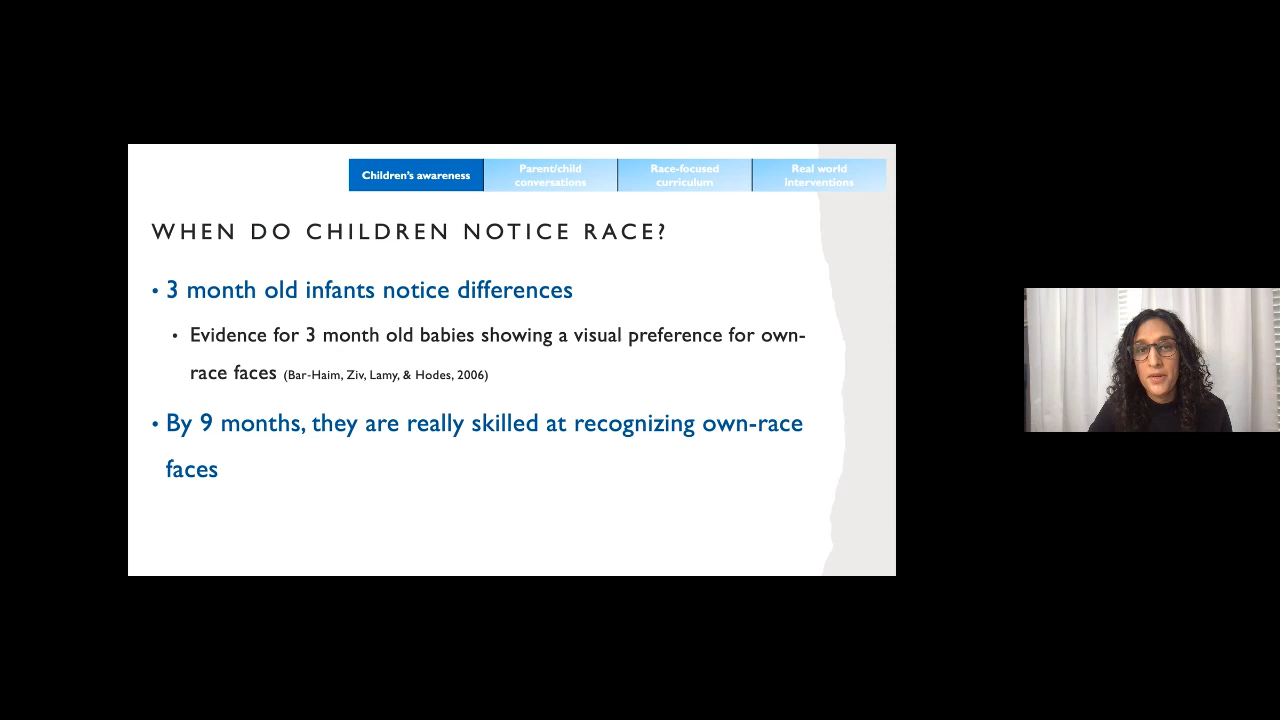 Children's awareness
Parent/child
conversations
Race-focused
curriculum
Real world
interventions
WHEN DO CHILDREN NOTICE RACE?
• 3 month old infants notice differences
• Evidence for 3 month old babies showing a visual preference for own-
race faces (Bar-Haim, Ziv, Lamy, & Hodes, 2006)
• By 9 months, they are really skilled at recognizing own-race
faces